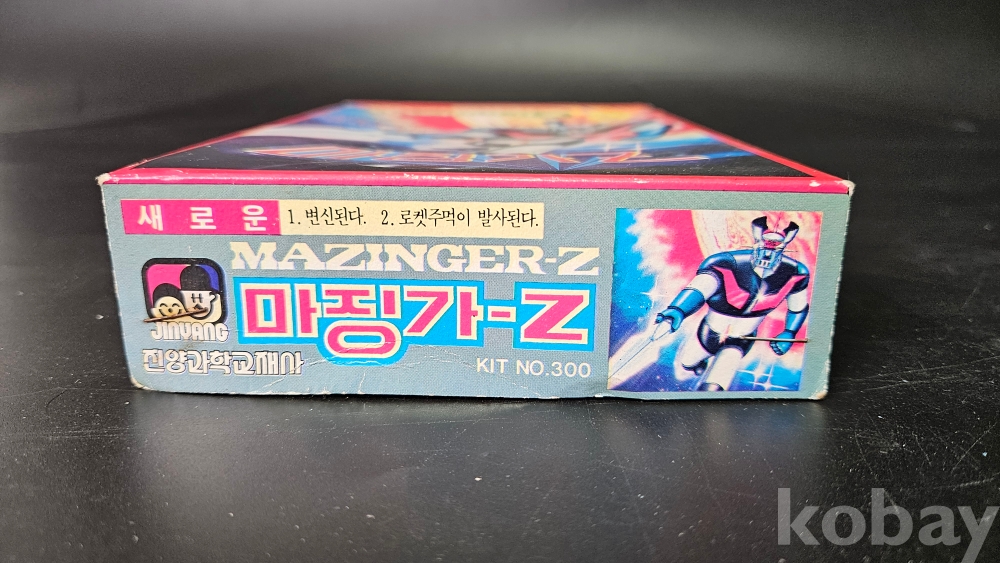 새로운 1. 변신된다. 2. 로켓주먹이 발사된다.
MAZINGER-Z
마징가-Z
JINYANG
진양과학교재사
KIT NO.300
kobay